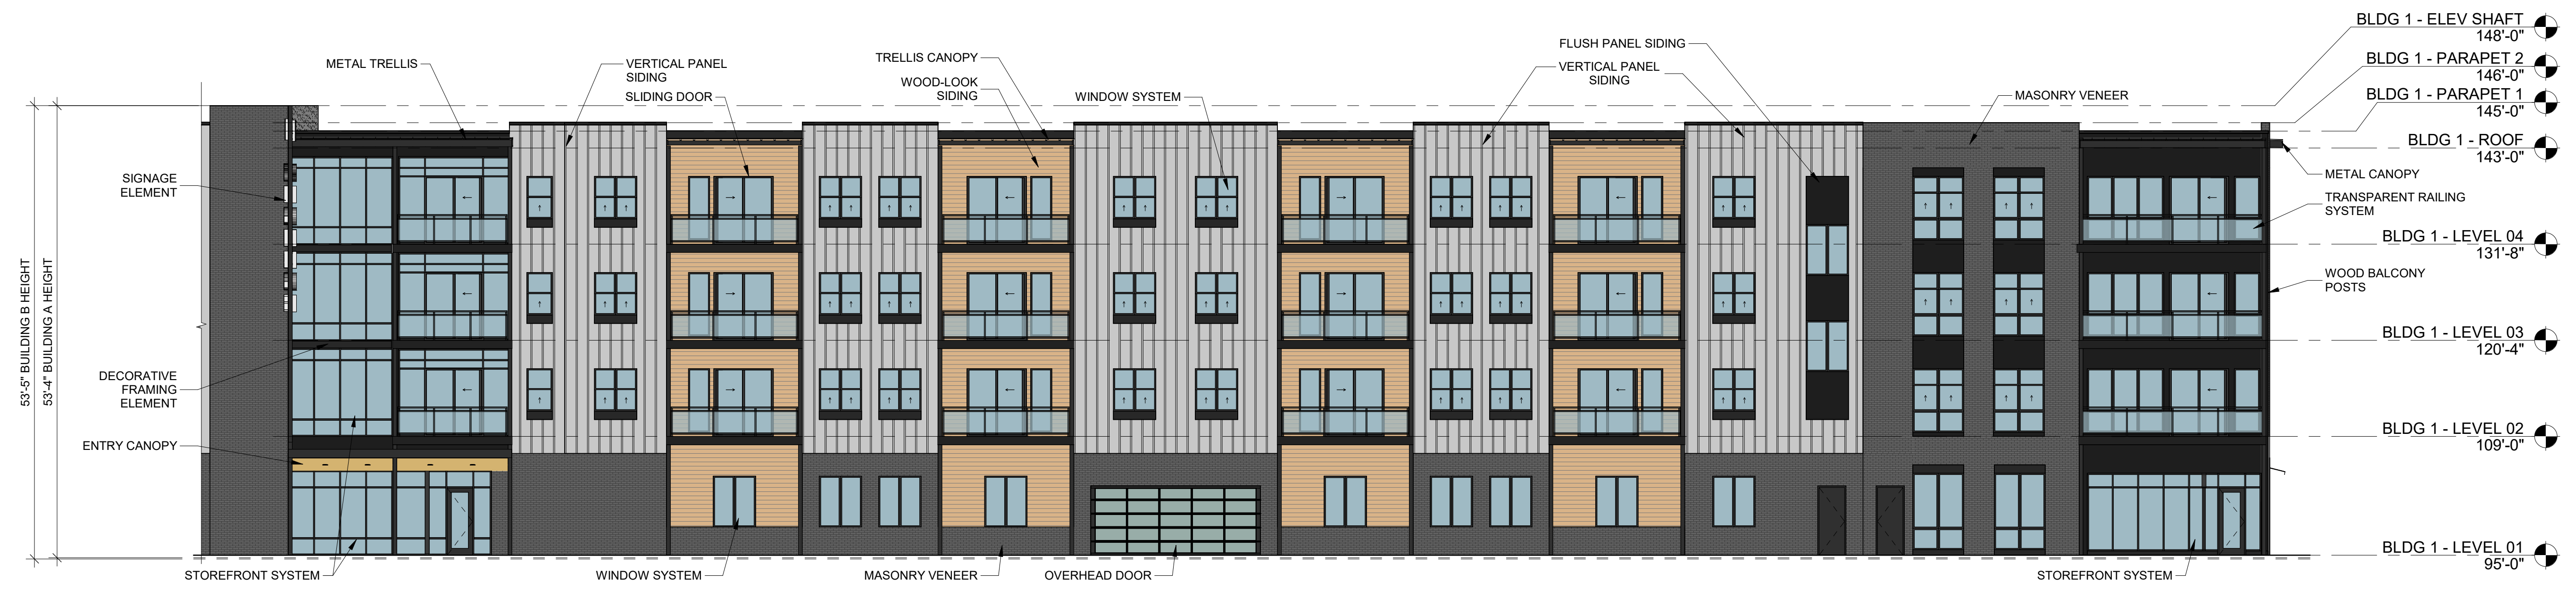 BLDG 1 - ELEV SHAFT
148'-0"
BLDG 1 - PARAPET 2
146'-0"
BLDG 1 - PARAPET 1
145'-0"
BLDG 1 - ROOF
143'-0"
METAL TRELLIS
VERTICAL PANEL
SIDING
SLIDING DOOR
TRELLIS CANOPY
WOOD-LOOK
SIDING
WINDOW SYSTEM
FLUSH PANEL SIDING
VERTICAL PANEL
SIDING
MASONRY VENEER
METAL CANOPY
TRANSPARENT RAILING
SYSTEM
BLDG 1 - LEVEL 04
131'-8"
WOOD BALCONY
POSTS
BLDG 1 - LEVEL 03
120'-4"
BLDG 1 - LEVEL 02
109'-0"
BLDG 1 - LEVEL 01
95'-0"
53'-5" BUILDING B HEIGHT
53'-4" BUILDING A HEIGHT
SIGNAGE
ELEMENT
DECORATIVE
FRAMING
ELEMENT
ENTRY CANOPY
STOREFRONT SYSTEM
WINDOW SYSTEM
MASONRY VENEER
OVERHEAD DOOR
STOREFRONT SYSTEM